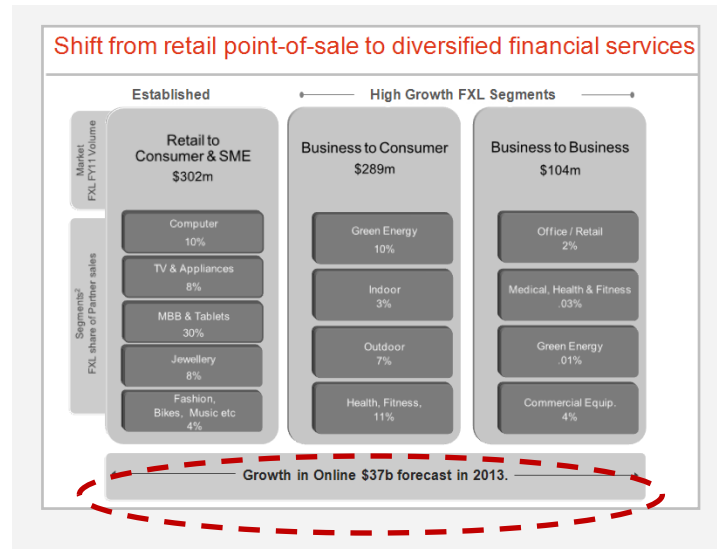 Shift from retail point-of-sale to diversified financial services
Established
High Growth FXL Segments
Market
FXL FY11 Volume
Retail to
Consumer & SME
$302m
Business to Consumer
$289m
Business to Business
$104m
Segments2
FXL share of Partner sales
Computer
10%
TV & Appliances
8%
MBB & Tablets
30%
Jewellery
8%
Fashion,
Bikes, Music etc
4%
Green Energy
10%
Indoor
3%
Outdoor
7%
Health, Fitness,
11%
Office / Retail
2%
Medical, Health & Fitness
.03%
Green Energy
.01%
Commercial Equip.
4%
Growth in Online $37b forecast in 2013.